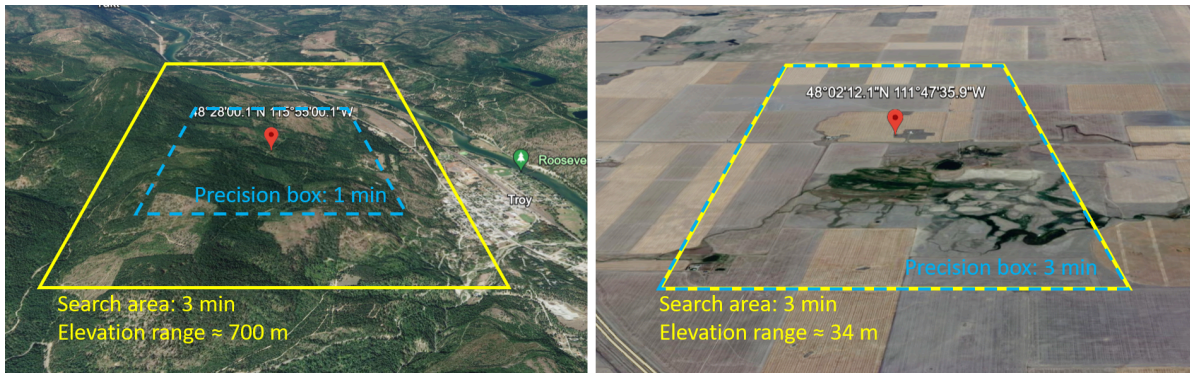 48°28'00.1"N 115°55'00.1"W
Precision box: 1 min
Rooseve
Troy
Search area: 3 min
Elevation range ≈ 700 m
48°02'12.1"N 111°47'35.9"W
Precision box: 3 min
Search area: 3 min
Elevation range ≈ 34 m